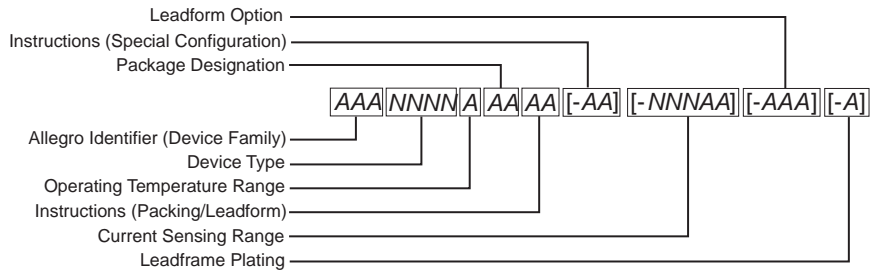 Leadform Option
Instructions (Special Configuration)
Package Designation
AAA NNNN A AA AA [-AA] [-NNNAA] [-AAA] [-A]
Allegro Identifier (Device Family)
Device Type
Operating Temperature Range
Instructions (Packing/Leadform)
Current Sensing Range
Leadframe Plating